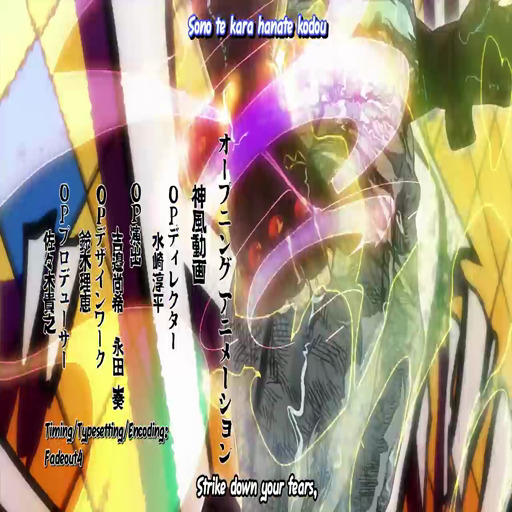 Sono te kara hanate kodou
オープニング アニメーション
神風動画
OPディレクター
水崎淳平
OP演出
吉邉尚希 永田 奏
OPデザインワーク
鈴木理恵
OPプロデューサー
佐々木貴之
Timing/Typesetting/Encoding:
Fadeout4
Strike down your fears,